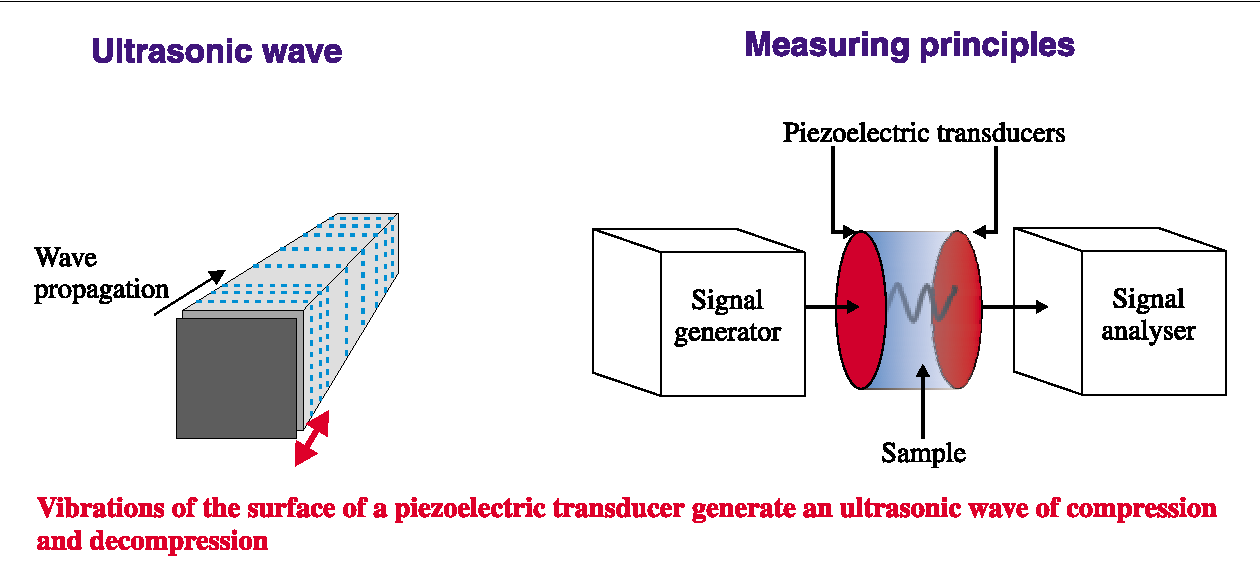 Ultrasonic wave
Measuring principles
Piezoelectric transducers
Wave
propagation
Signal
generator
Signal
analyser
Sample
Vibrations of the surface of a piezoelectric transducer generate an ultrasonic wave of compression
and decompression